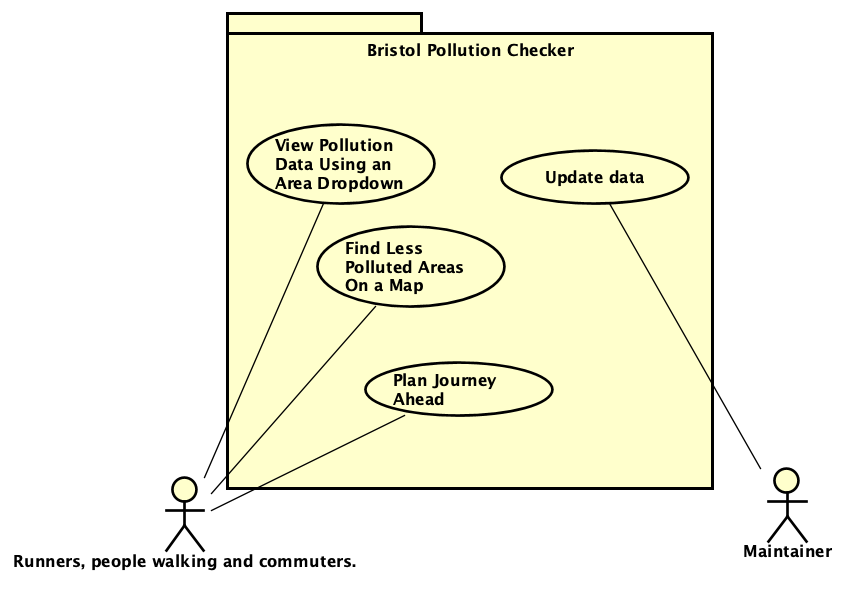 Bristol Pollution Checker
View Pollution
Data Using an
Area Dropdown
Update data
Find Less
Polluted Areas
On a Map
Plan Journey
Ahead
Runners, people walking and commuters.
Maintainer